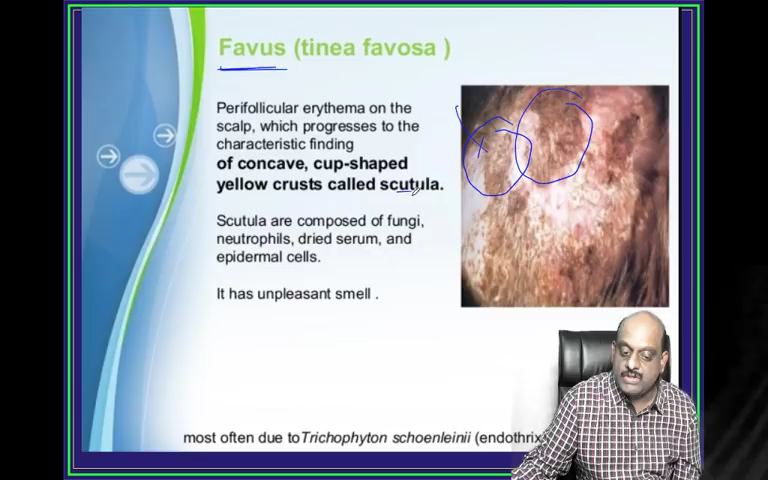 Favus (tinea favosa )
Perifollicular erythema on the
scalp, which progresses to the
characteristic finding
of concave, cup-shaped
yellow crusts called scutula.
Scutula are composed of fungi,
neutrophils, dried serum, and
epidermal cells.
It has unpleasant smell .
most often due toTrichophyton schoenleinii (endothrix